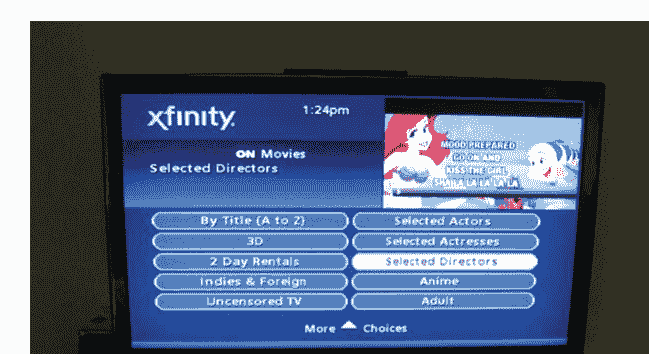 xfinity.
1:24pm
ON Movies
Selected Directors
MOOD PREPARED
GO ON AND
KISS THE GIRL
SHA LA LA LA LA
By Title (A to Z)
Selected Actors
3D
Selected Actresses
2 Day Rentals
Selected Directors
Indies & Foreign
Anime
Uncensored TV
Adult
More Choices